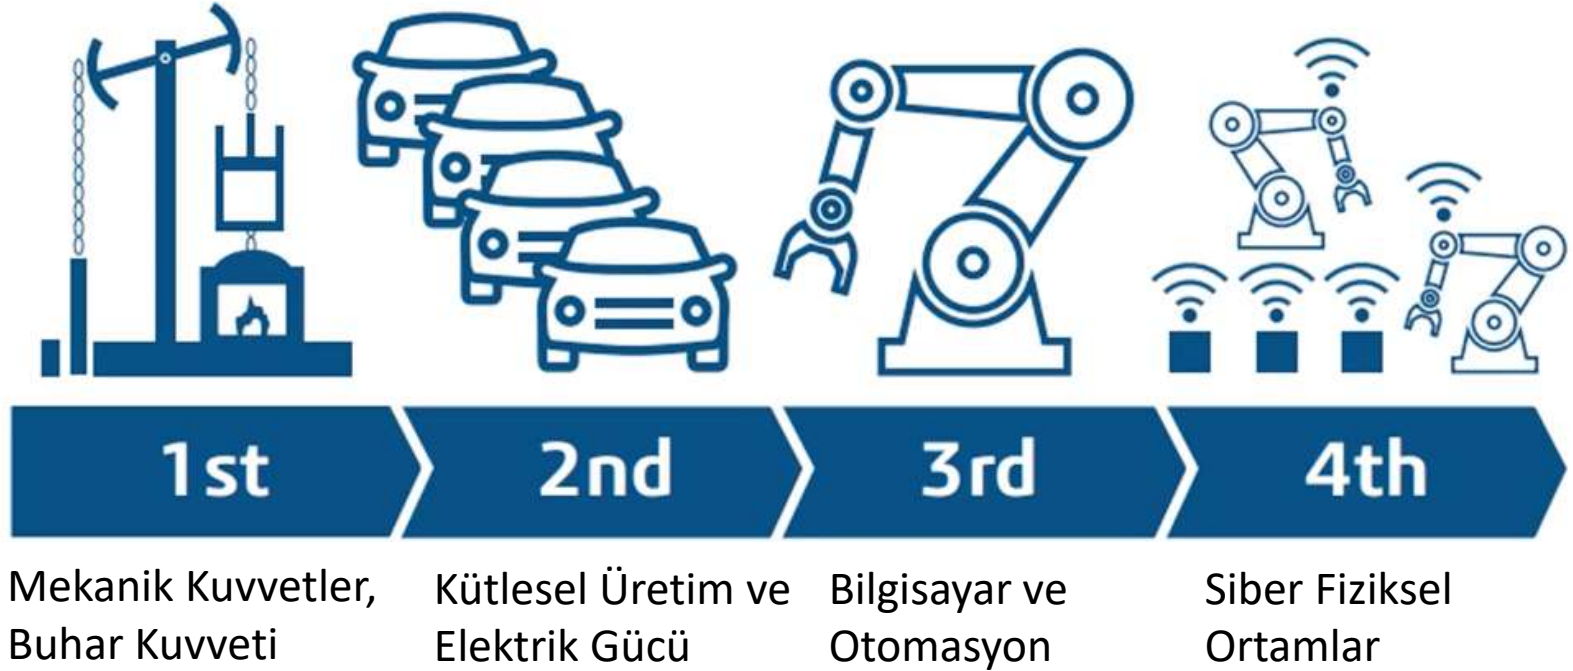 1st
2nd
3rd
4th
Mekanik Kuvvetler,
Buhar Kuvveti
Kütlesel Üretim ve
Elektrik Gücü
Bilgisayar ve
Otomasyon
Siber Fiziksel
Ortamlar